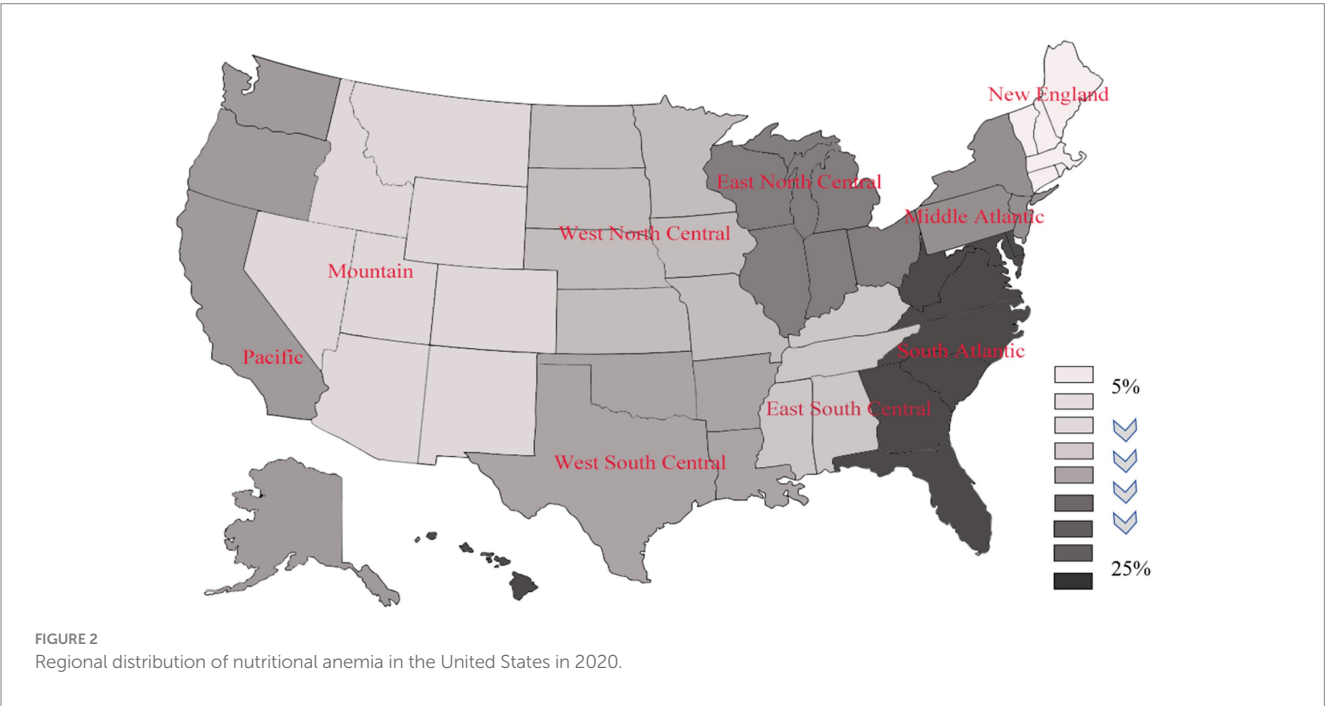 New England
East North Central
Middle Atlantic
West North Central
Mountain
South Atlantic
Pacific
5%
East South Central
West South Central
25%
FIGURE 2
Regional distribution of nutritional anemia in the United States in 2020.